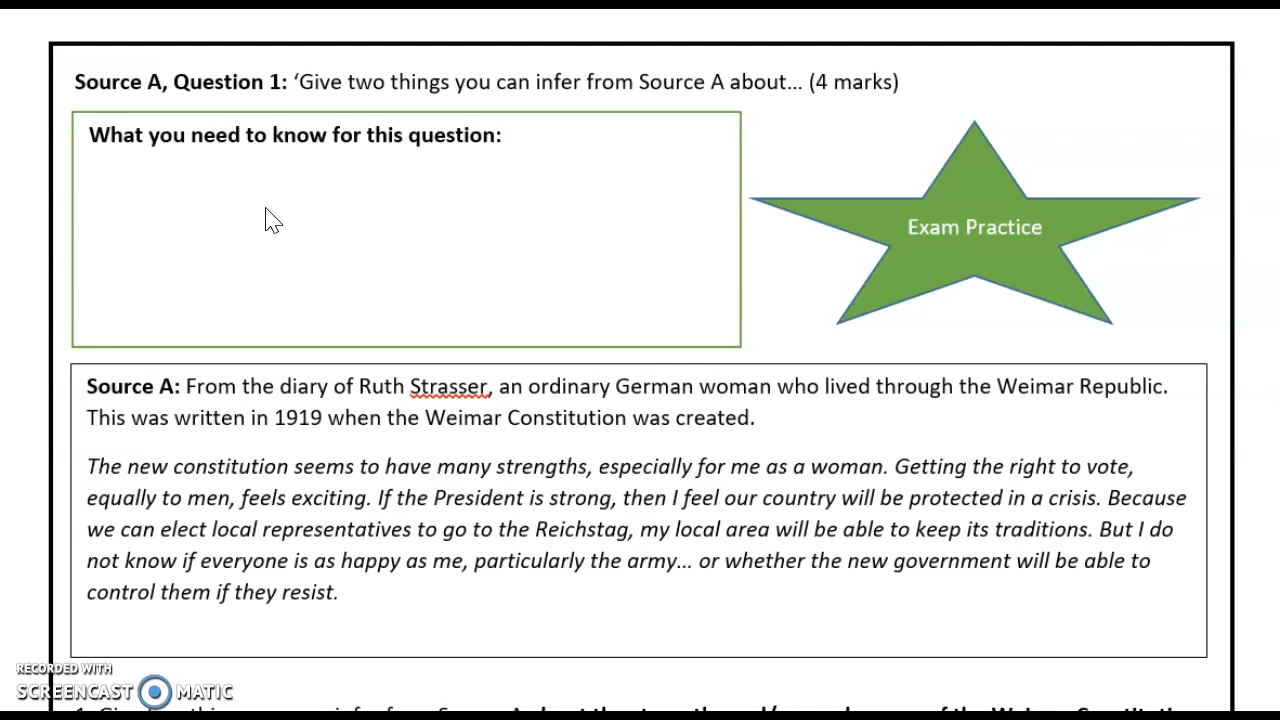 Source A, Question 1: ‘Give two things you can infer from Source A about... (4 marks)
What you need to know for this question:
Exam Practice
Source A: From the diary of Ruth Strasser, an ordinary German woman who lived through the Weimar Republic.
This was written in 1919 when the Weimar Constitution was created.
The new constitution seems to have many strengths, especially for me as a woman. Getting the right to vote,
equally to men, feels exciting. If the President is strong, then I feel our country will be protected in a crisis. Because
we can elect local representatives to go to the Reichstag, my local area will be able to keep its traditions. But I do
not know if everyone is as happy as me, particularly the army... or whether the new government will be able to
control them if they resist.
RECORDED WITH
SCREENCAST MATIC